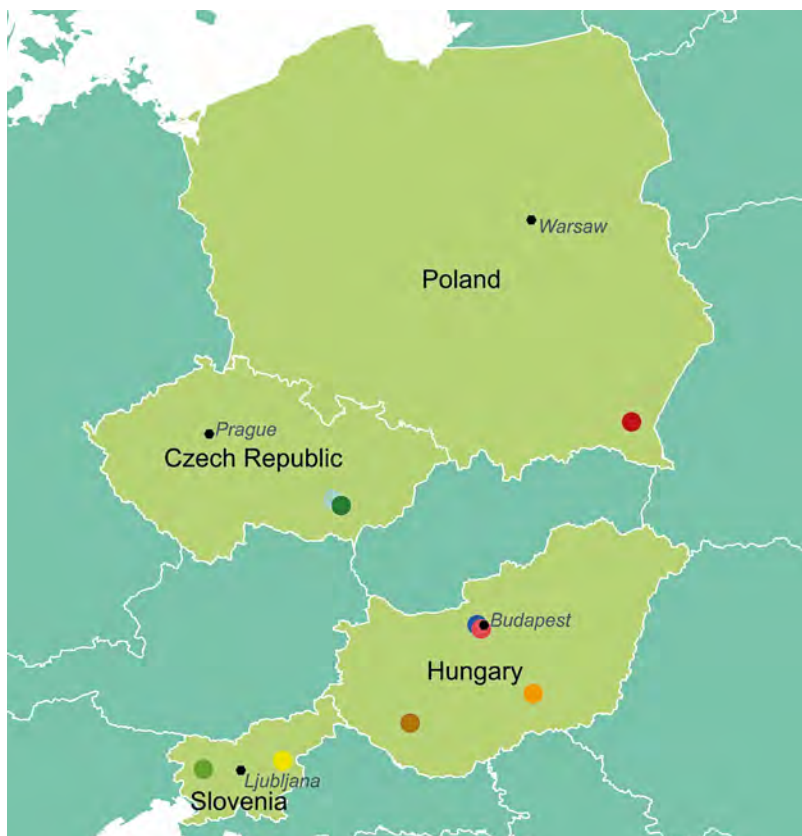 Warsaw
Poland
Prague
Czech Republic
Budapest
Hungary
Ljubljana
Slovenia